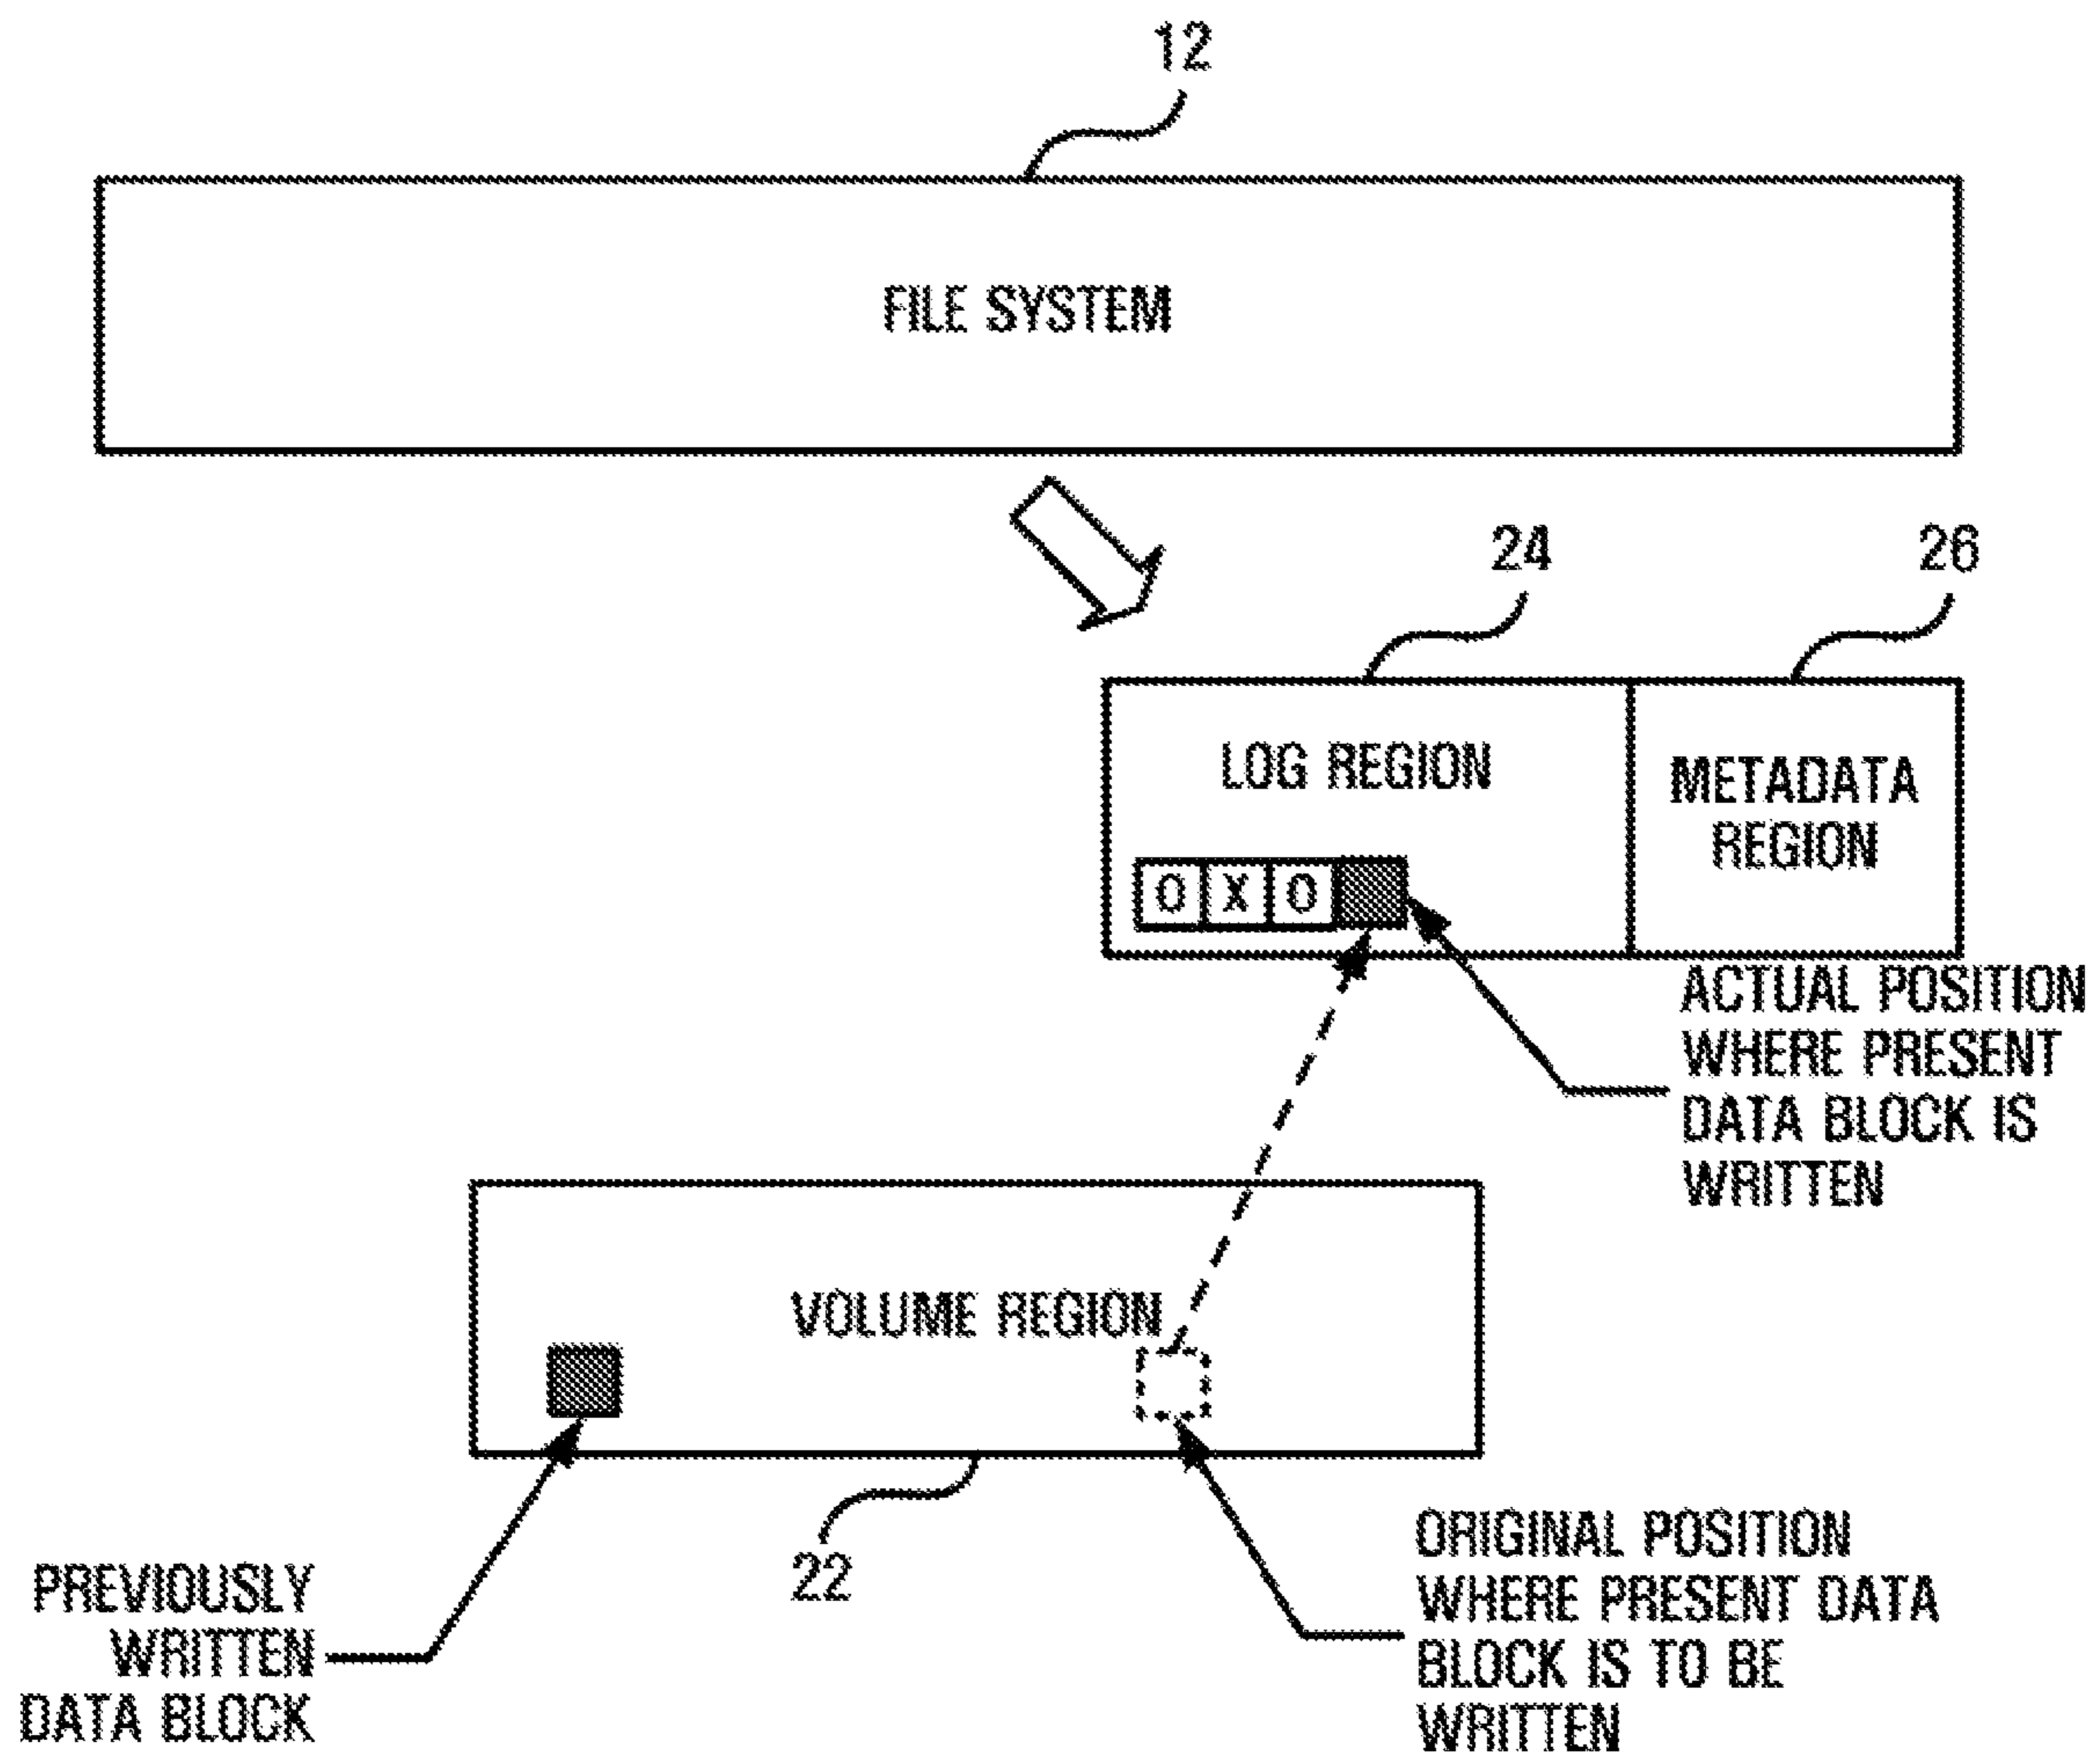 12
FILE SYSTEM
24
26
LOG REGION
METADATA
REGION
O X O
ACTUAL POSITION
WHERE PRESENT
DATA BLOCK IS
WRITTEN
VOLUME REGION
22
PREVIOUSLY
WRITTEN
DATA BLOCK
ORIGINAL POSITION
WHERE PRESENT DATA
BLOCK IS TO BE
WRITTEN